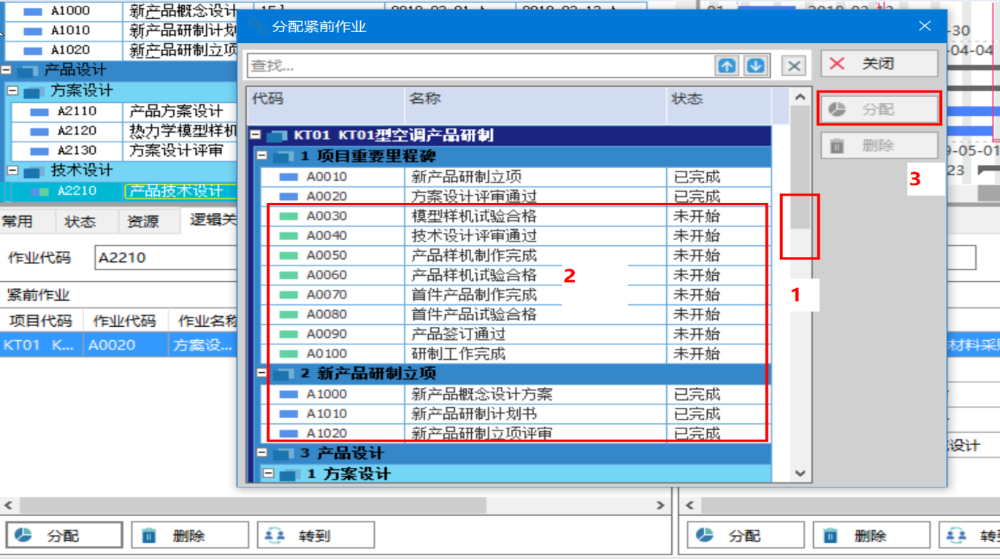 A1000 新产品概念设计
A1010 新产品研制计划
-30
A1020 新产品研制立项
-04-04
产品设计
方案设计
A2110 产品方案设计
A2120 热力学模型样机
A2130 方案设计评审
9-05-01
技术设计
23
A2210 产品技术设计
常用 状态 资源 逻辑关
作业代码 A2210
紧前作业
项目代码 作业代码 作业名称
KT01 K... A0020 方案设...
材料采购
设计
分配 删除 转到
分配 删除 转到
分配紧前作业
查找...
关闭
分配
删除
代码 名称 状态
KT01 KT01型空调产品研制
1 项目重要里程碑
A0010 新产品研制立项 已完成
A0020 方案设计评审通过 已完成
A0030 模型样机试验合格 未开始
A0040 技术设计评审通过 未开始
A0050 产品样机制作完成 未开始
A0060 产品样机试验合格 未开始
A0070 首件产品制作完成 未开始
A0080 首件产品试验合格 未开始
A0090 产品签订通过 未开始
A0100 研制工作完成 未开始
2 新产品研制立项
A1000 新产品概念设计方案 已完成
A1010 新产品研制计划书 已完成
A1020 新产品研制立项评审 已完成
3 产品设计
1 方案设计
1
2
3